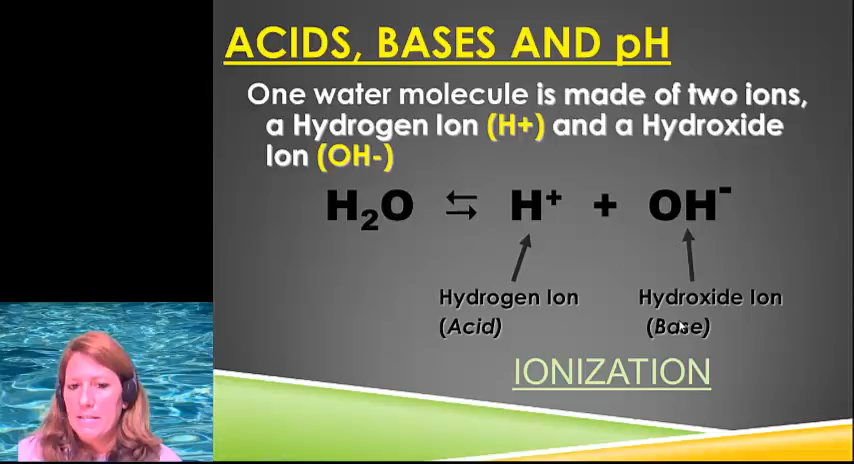 ACIDS, BASES AND pH
One water molecule is made of two ions,
a Hydrogen Ion (H+) and a Hydroxide
Ion (OH-)
H₂O ⇆ H⁺ + OH⁻
Hydrogen Ion Hydroxide Ion
(Acid) (Base)
IONIZATION